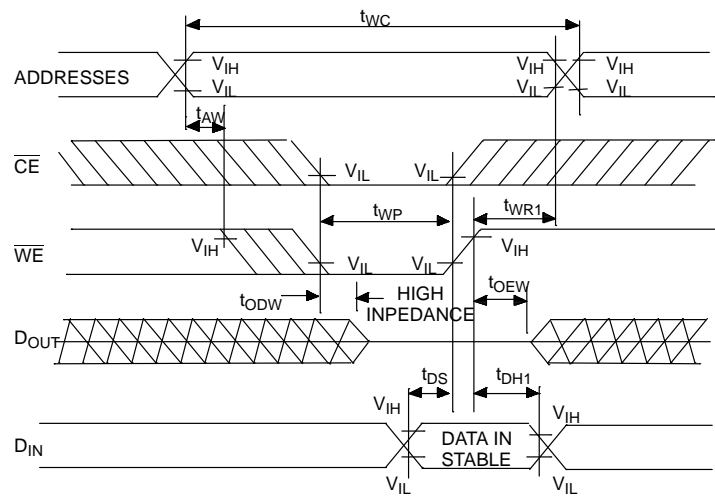 tWC
ADDRESSES
VIH
VIL
VIH
VIL
VIH
VIL
tAW
CE
VIL
VIL
tWP
tWR1
WE
VIH
VIL
VIL
VIH
tODW
HIGH
INPEDANCE
tOEW
DOUT
tDS
tDH1
VIH
VIH
DIN
DATA IN
STABLE
VIL
VIL